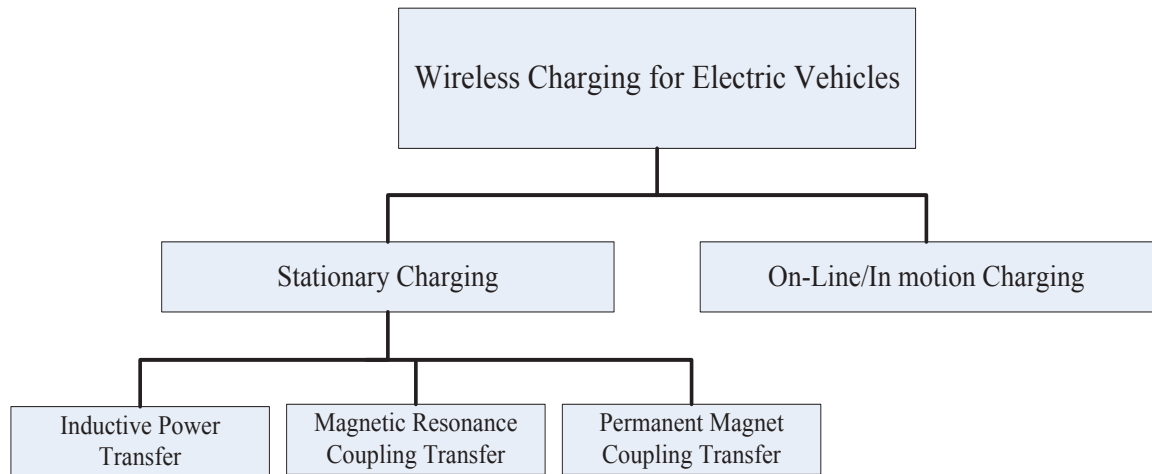 Wireless Charging for Electric Vehicles
Stationary Charging
On-Line/In motion Charging
Inductive Power
Transfer
Magnetic Resonance
Coupling Transfer
Permanent Magnet
Coupling Transfer